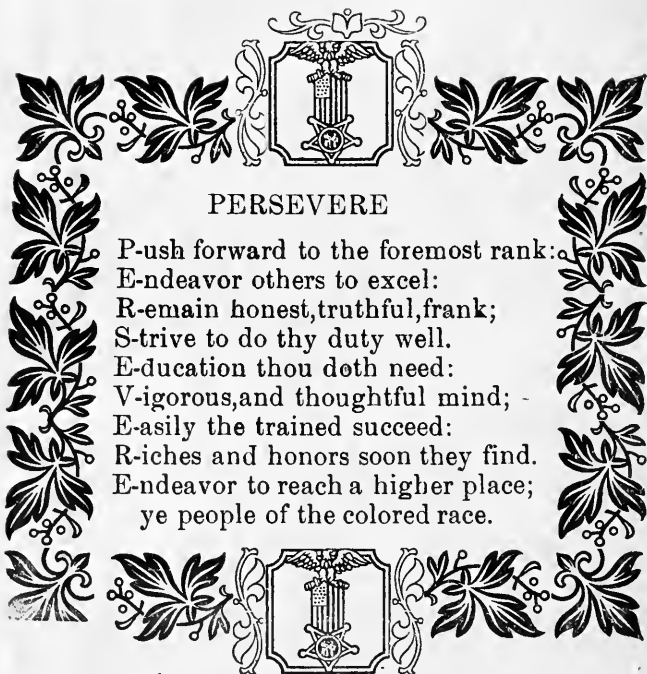 PERSEVERE
P-ush forward to the foremost rank:
E-ndeavor others to excel:
R-emain honest,truthful,frank;
S-trive to do thy duty well.
E-ducation thou doth need:
V-igorous,and thoughtful mind; -
E-asily the trained succeed:
R-iches and honors soon they find.
E-ndeavor to reach a higher place;
ye people of the colored race.